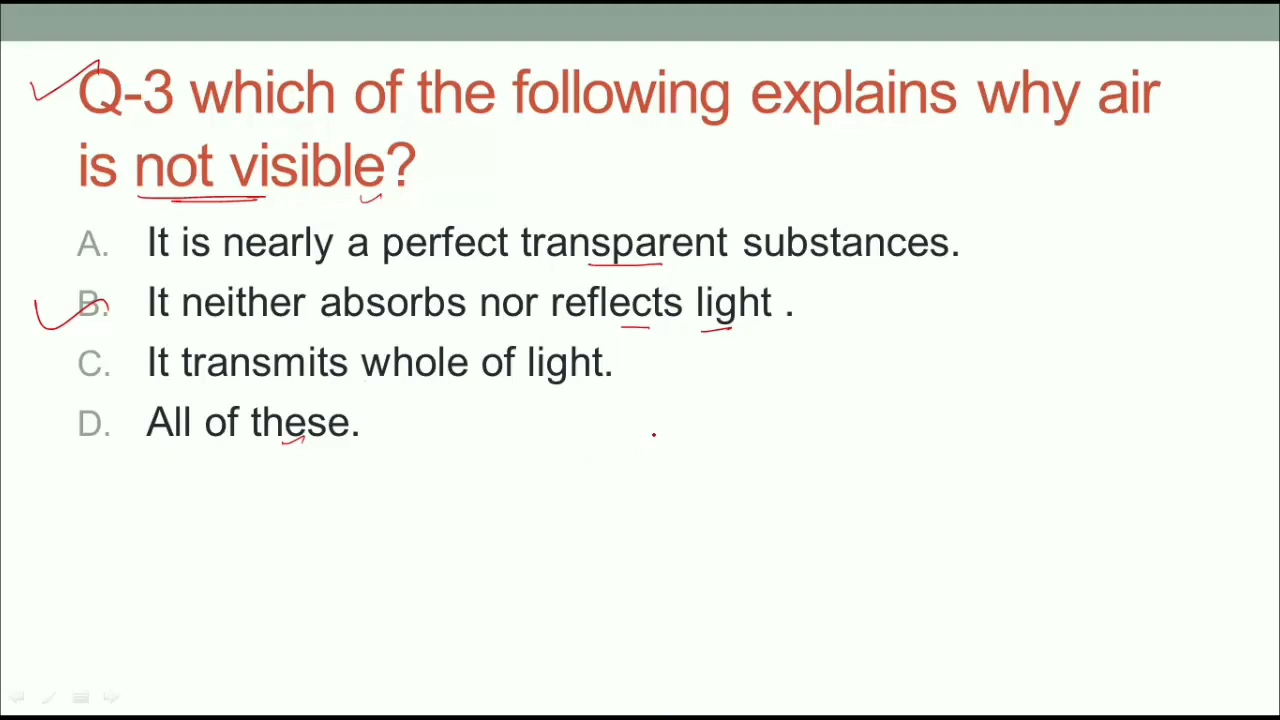 Q-3 which of the following explains why air
is not visible?
A. It is nearly a perfect transparent substances.
B. It neither absorbs nor reflects light .
C. It transmits whole of light.
D. All of these.